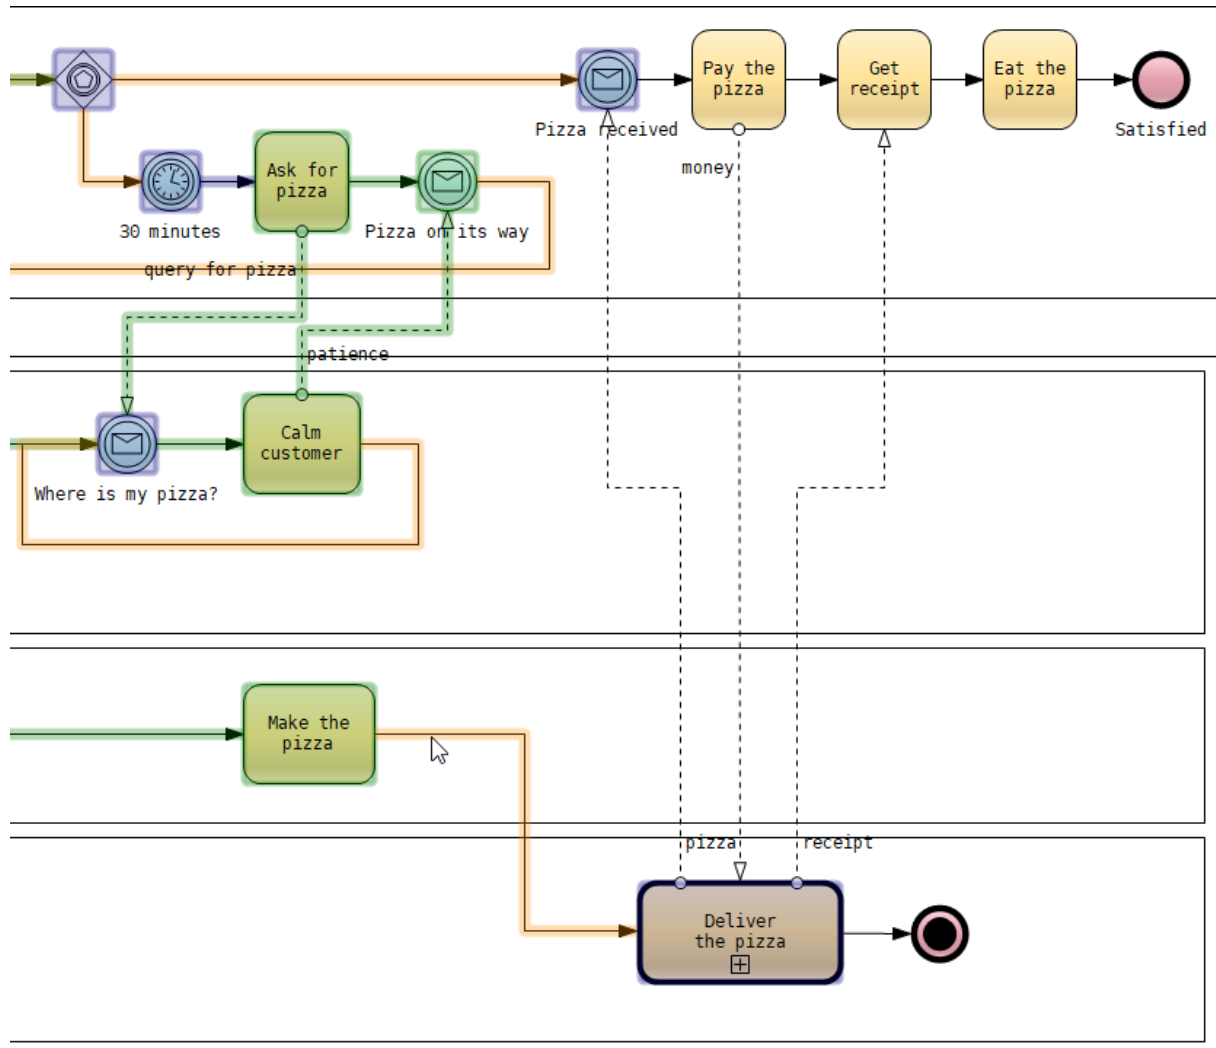 Pay the
pizza
Get
receipt
Eat the
pizza
Pizza received
Satisfied
money
Ask for
pizza
30 minutes
Pizza on its way
query for pizza
patience
Calm
customer
Where is my pizza?
Make the
pizza
pizza
receipt
Deliver
the pizza